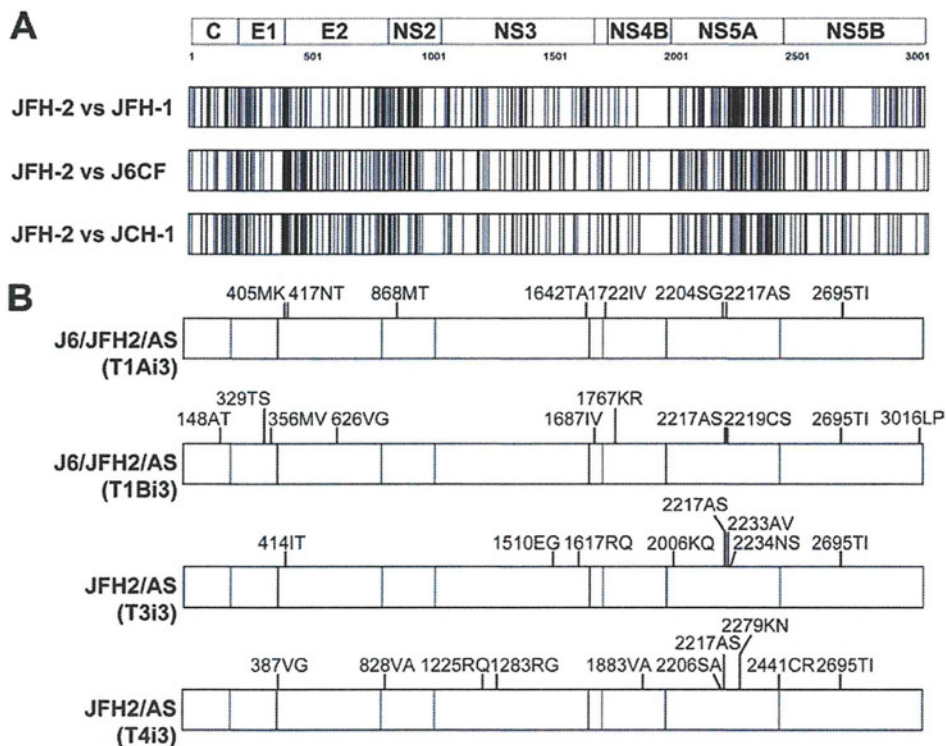 A
C E1 E2 NS2 NS3 NS4B NS5A NS5B
1 501 1001 1501 2001 2501 3001
JFH-2 vs JFH-1
JFH-2 vs J6CF
JFH-2 vs JCH-1
B
405MK 417NT 868MT 1642TA 1722IV 2204SG 2217AS 2695TI
J6/JFH2/AS
(T1Ai3)
329TS 1767KR
148AT 356MV 626VG 1687IV 2217AS 2219CS 2695TI 3016LP
J6/JFH2/AS
(T1Bi3)
2217AS
2233AV
414IT 1510EG 1617RQ 2006KQ 2234NS 2695TI
JFH2/AS
(T3i3)
2279KN
2217AS
387VG 828VA 1225RQ 1283RG 1883VA 2206SA 2441CR 2695TI
JFH2/AS
(T4i3)